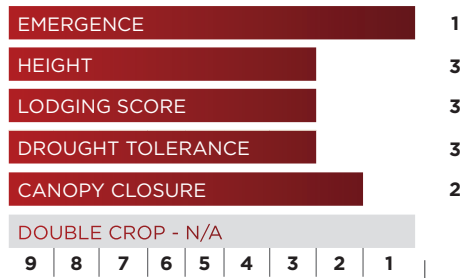 EMERGENCE 1
HEIGHT 3
LODGING SCORE 3
DROUGHT TOLERANCE 3
CANOPY CLOSURE 2
DOUBLE CROP - N/A
9 8 7 6 5 4 3 2 1